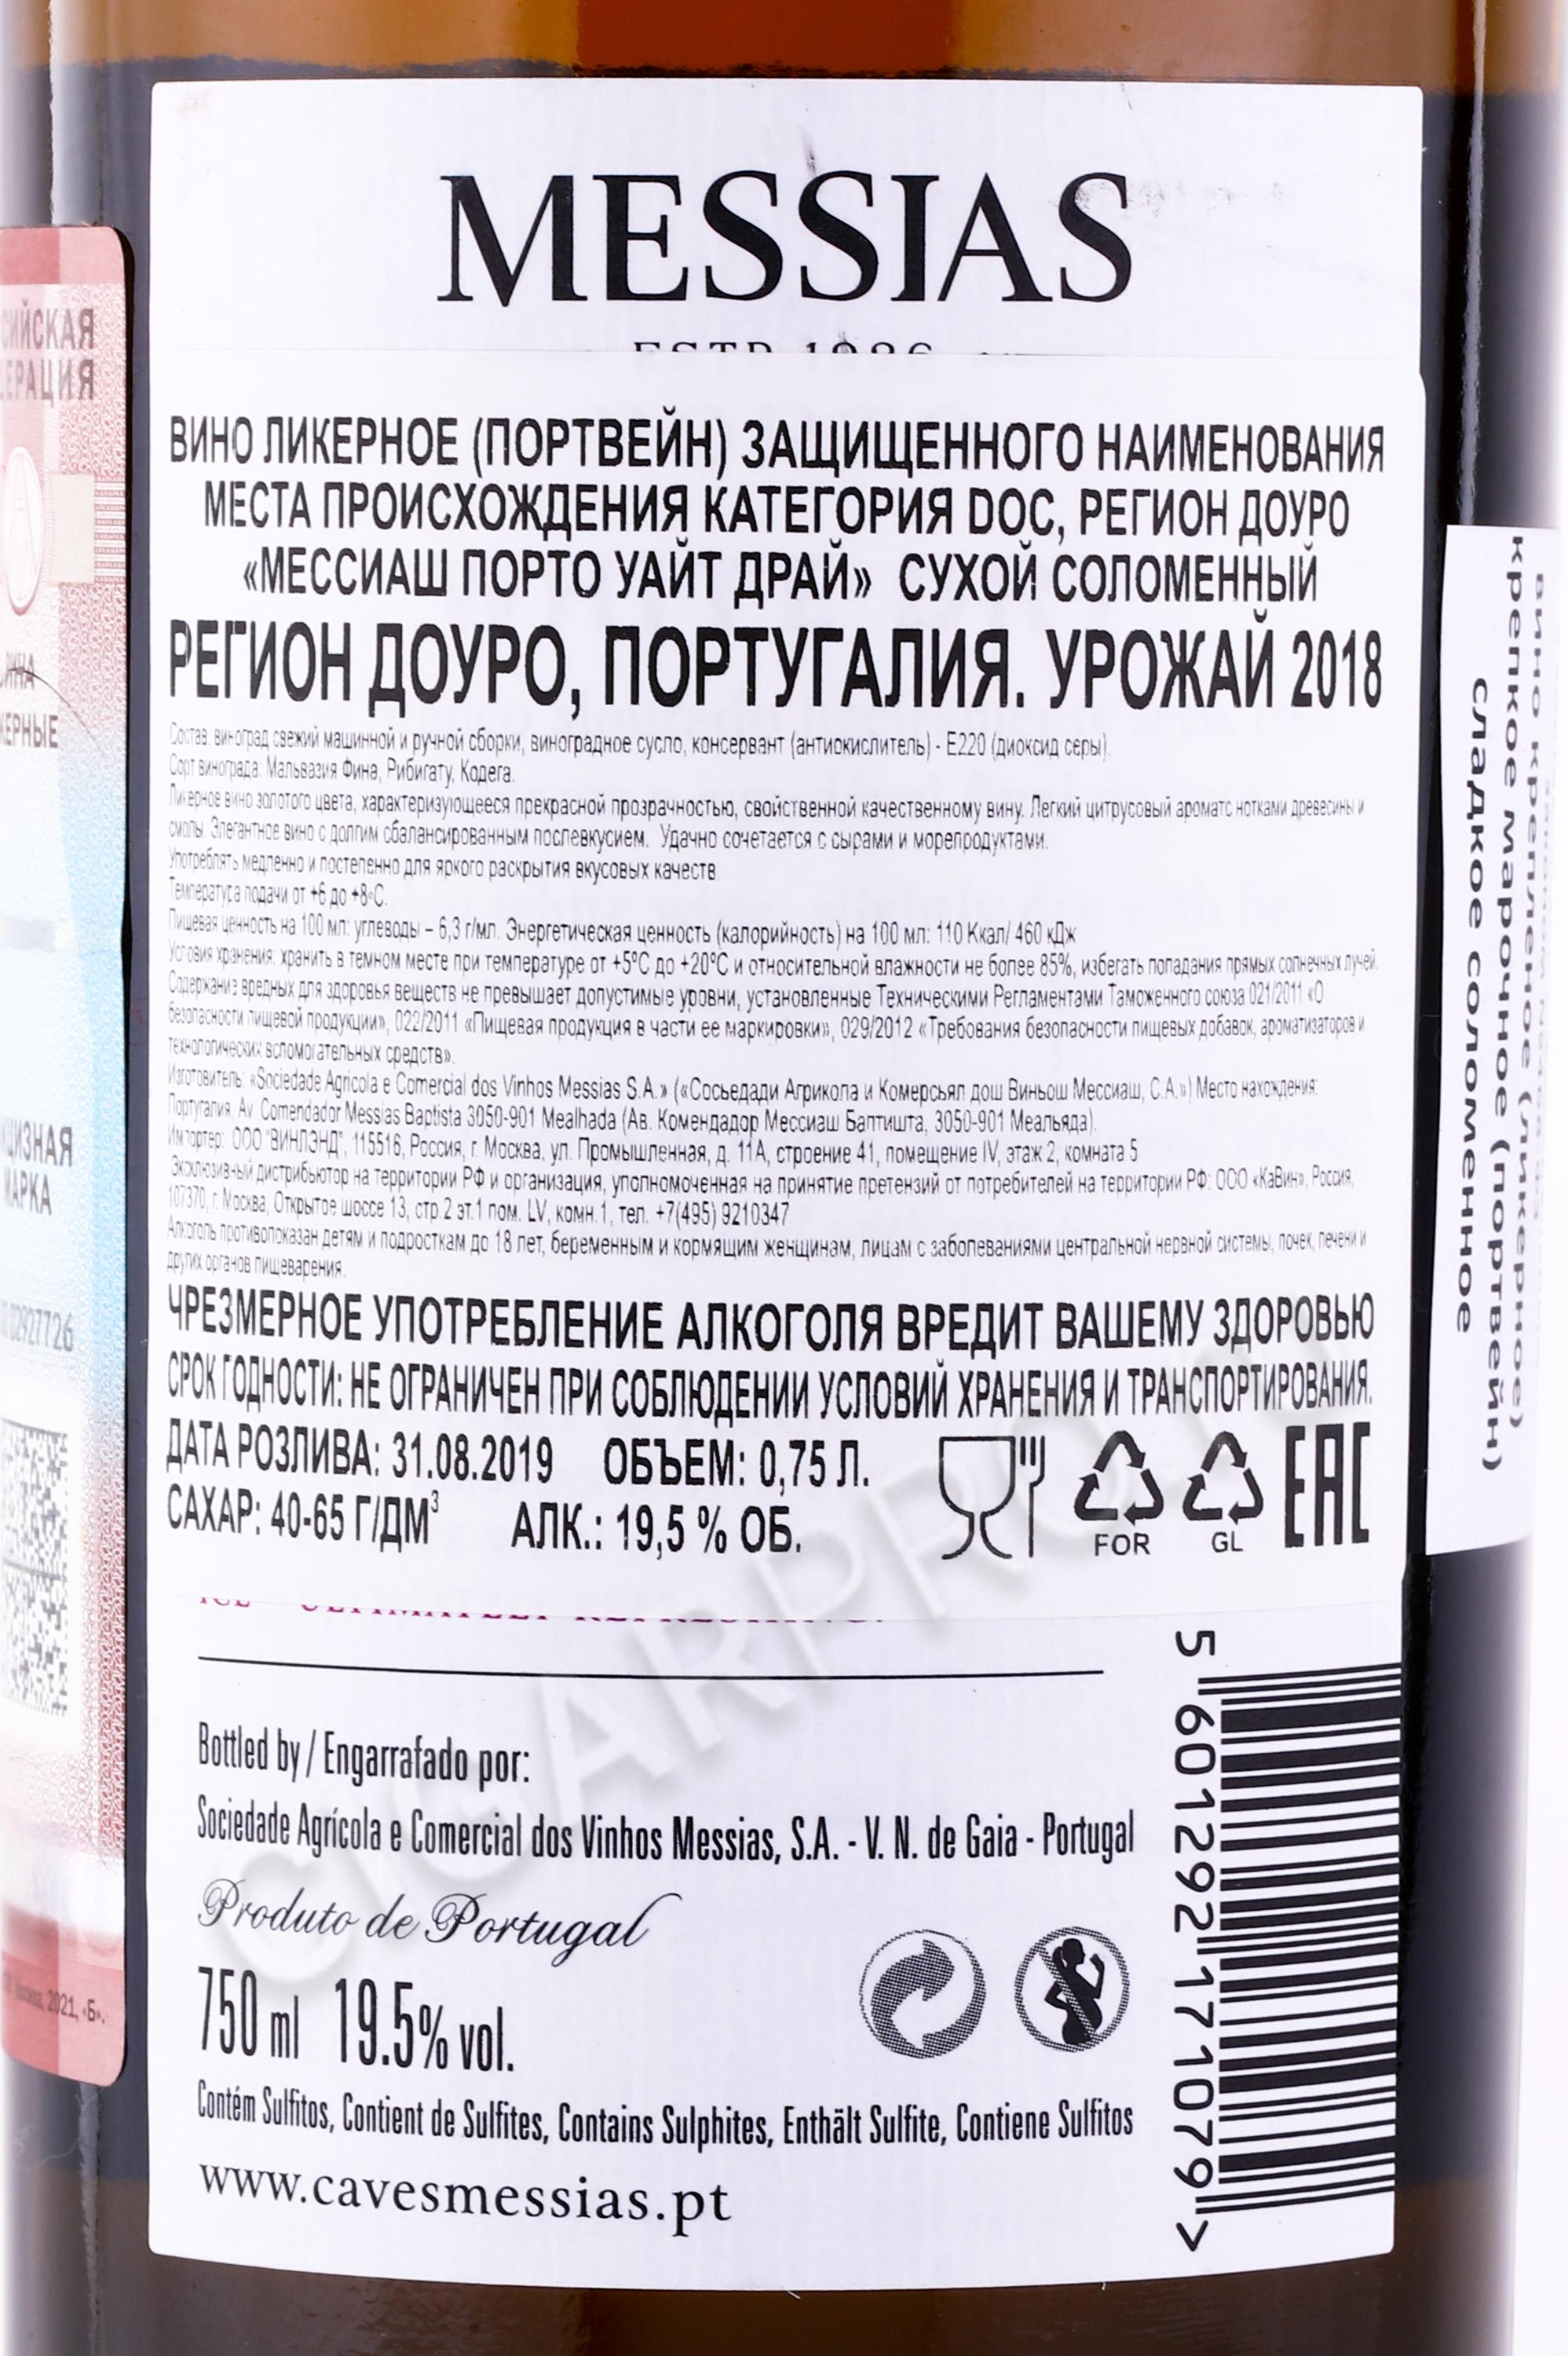 MESSIAS
ВИНО ЛИКЕРНОЕ (ПОРТВЕЙН) ЗАЩИЩЕННОГО НАИМЕНОВАНИЯ
МЕСТА ПРОИСХОЖДЕНИЯ КАТЕГОРИЯ DOC, РЕГИОН ДОУРО
«МЕССИАШ ПОРТО УАЙТ ДРАЙ» СУХОЙ СОЛОМЕННЫЙ
РЕГИОН ДОУРО, ПОРТУГАЛИЯ. УРОЖАЙ 2018
Состав: виноград свежий машинной и ручной сборки, виноградное сусло, консервант (антиокислитель) - Е220 (диоксид серы).
Сорт винограда: Мальвазия Фина, Рибигату, Кодега.
Ликерное вино золотого цвета, характеризующееся прекрасной прозрачностью, свойственной качественному вину. Легкий цитрусовый ароматс нотками древесины и
смолы. Элегантное вино с долгим сбалансированным послевкусием. Удачно сочетается с сырами и морепродуктами.
Употреблять медленно и постепенно для яркого раскрытия вкусовых качеств
Температура подачи от +6 до +8◦С.
Пищевая ценность на 100 мл: углеводы – 6,3 г/мл. Энергетическая ценность (калорийность) на 100 мл: 110 Ккал/ 460 кДж
Условия хранения: хранить в темном месте при температуре от +5°С до +20°С и относительной влажности не более 85%, избегать попадания прямых солнечных лучей.
Содержание вредных для здоровья веществ не превышает допустимые уровни, установленные Техническими Регламентами Таможенного союза 021/2011 «О
безопасности пищевой продукции», 022/2011 «Пищевая продукция в части ее маркировки», 029/2012 «Требования безопасности пищевых добавок, ароматизаторов и
технологических вспомогательных средств».
Изготовитель: «Sociedade Agricola e Comercial dos Vinhos Messias S.A.» («Сосьедади Агрикола и Комерсьял дош Виньош Мессиаш, С.А.») Место нахождения:
Португалия, Av. Comendador Messias Baptista 3050-901 Mealhada (Ав. Комендадор Мессиаш Баптишта, 3050-901 Меальяда).
Импортер: ООО "ВИНЛЭНД", 115516, Россия, г. Москва, ул. Промышленная, д. 11А, строение 41, помещение IV, этаж 2, комната 5
Эксклюзивный дистрибьютор на территории РФ и организация, уполномоченная на принятие претензий от потребителей на территории РФ: ООО «КаВин», Россия,
107370, г. Москва, Открытое шоссе 13, стр.2 эт.1 пом. LV, комн.1, тел. +7(495) 9210347
Алкоголь противопоказан детям и подросткам до 18 лет, беременным и кормящим женщинам, лицам с заболеваниями центральной нервной системы, почек, печени и
других органов пищеварения.
ЧРЕЗМЕРНОЕ УПОТРЕБЛЕНИЕ АЛКОГОЛЯ ВРЕДИТ ВАШЕМУ ЗДОРОВЬЮ
СРОК ГОДНОСТИ: НЕ ОГРАНИЧЕН ПРИ СОБЛЮДЕНИИ УСЛОВИЙ ХРАНЕНИЯ И ТРАНСПОРТИРОВАНИЯ.
ДАТА РОЗЛИВА: 31.08.2019 ОБЪЕМ: 0,75 Л.
САХАР: 40-65 Г/ДМ³ АЛК.: 19,5 % ОБ.
FOR GL EAC
Bottled by / Engarrafado por:
Sociedade Agrícola e Comercial dos Vinhos Messias, S.A. - V. N. de Gaia - Portugal
Produto de Portugal
750 ml 19.5% vol.
Contém Sulfitos, Contient de Sulfites, Contains Sulphites, Enthält Sulfite, Contiene Sulfitos
www.cavesmessias.pt
5 601292 171079 >
вино крепленое (ликерное)
крепкое марочное (портвейн)
сладкое соломенное
СИЙСКАЯ
ЕРАЦИЯ
ВИНА
КЕРНЫЕ
ЦИЗНАЯ
МАРКА
02927726
2021, «Б».
CIGARPRO.RU